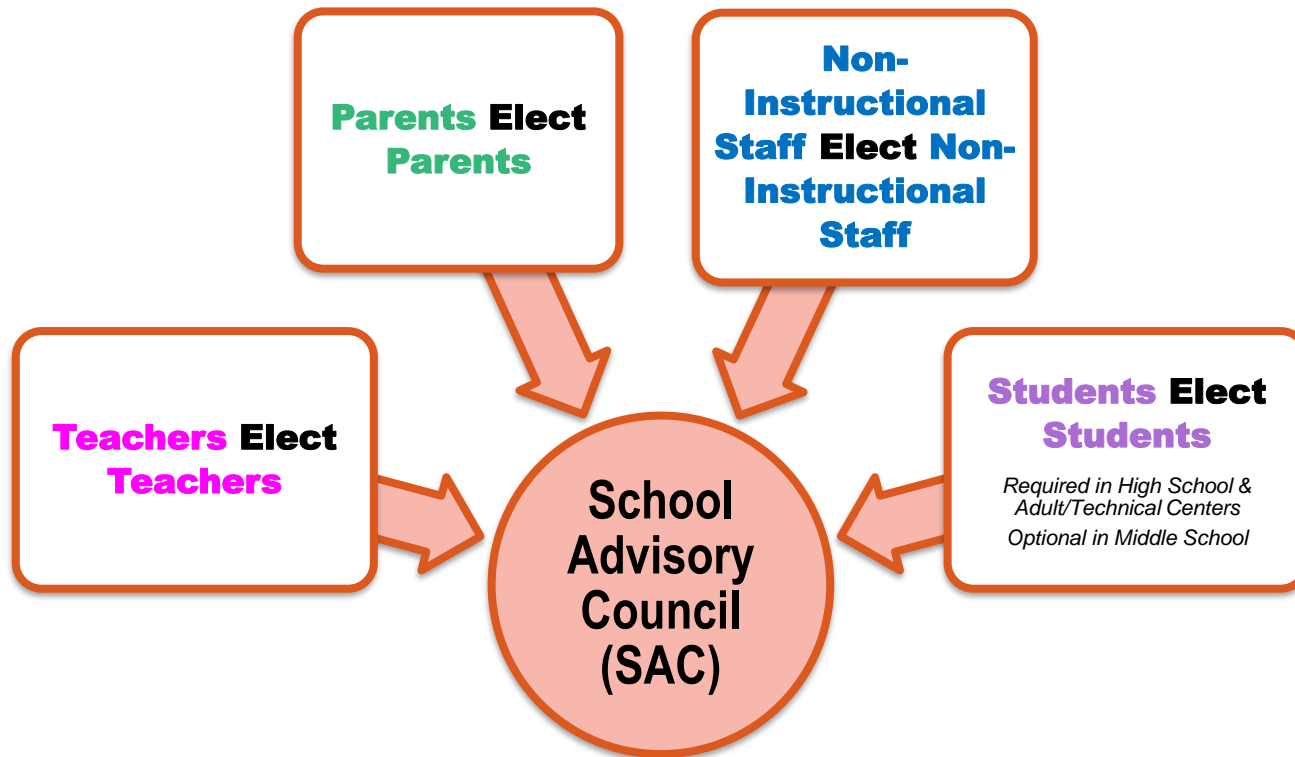 Parents Elect
Parents
Non-
Instructional
Staff Elect Non-
Instructional
Staff
Teachers Elect
Teachers
Students Elect
Students
Required in High School &
Adult/Technical Centers
Optional in Middle School
School
Advisory
Council
(SAC)